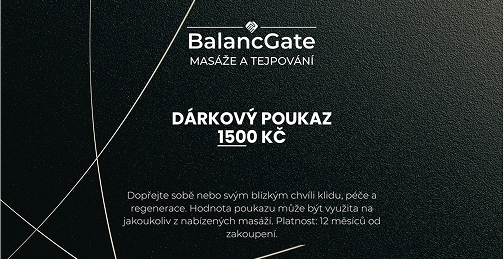 BalancGate
MASÁŽE A TEJPOVÁNÍ
DÁRKOVÝ POUKAZ
1500 KČ
Dopřejte sobě nebo svým blízkým chvíli klidu, péče a
regenerace. Hodnota poukazu může být využita na
jakoukoliv z nabízených masáží. Platnost: 12 měsíců od
zakoupení.